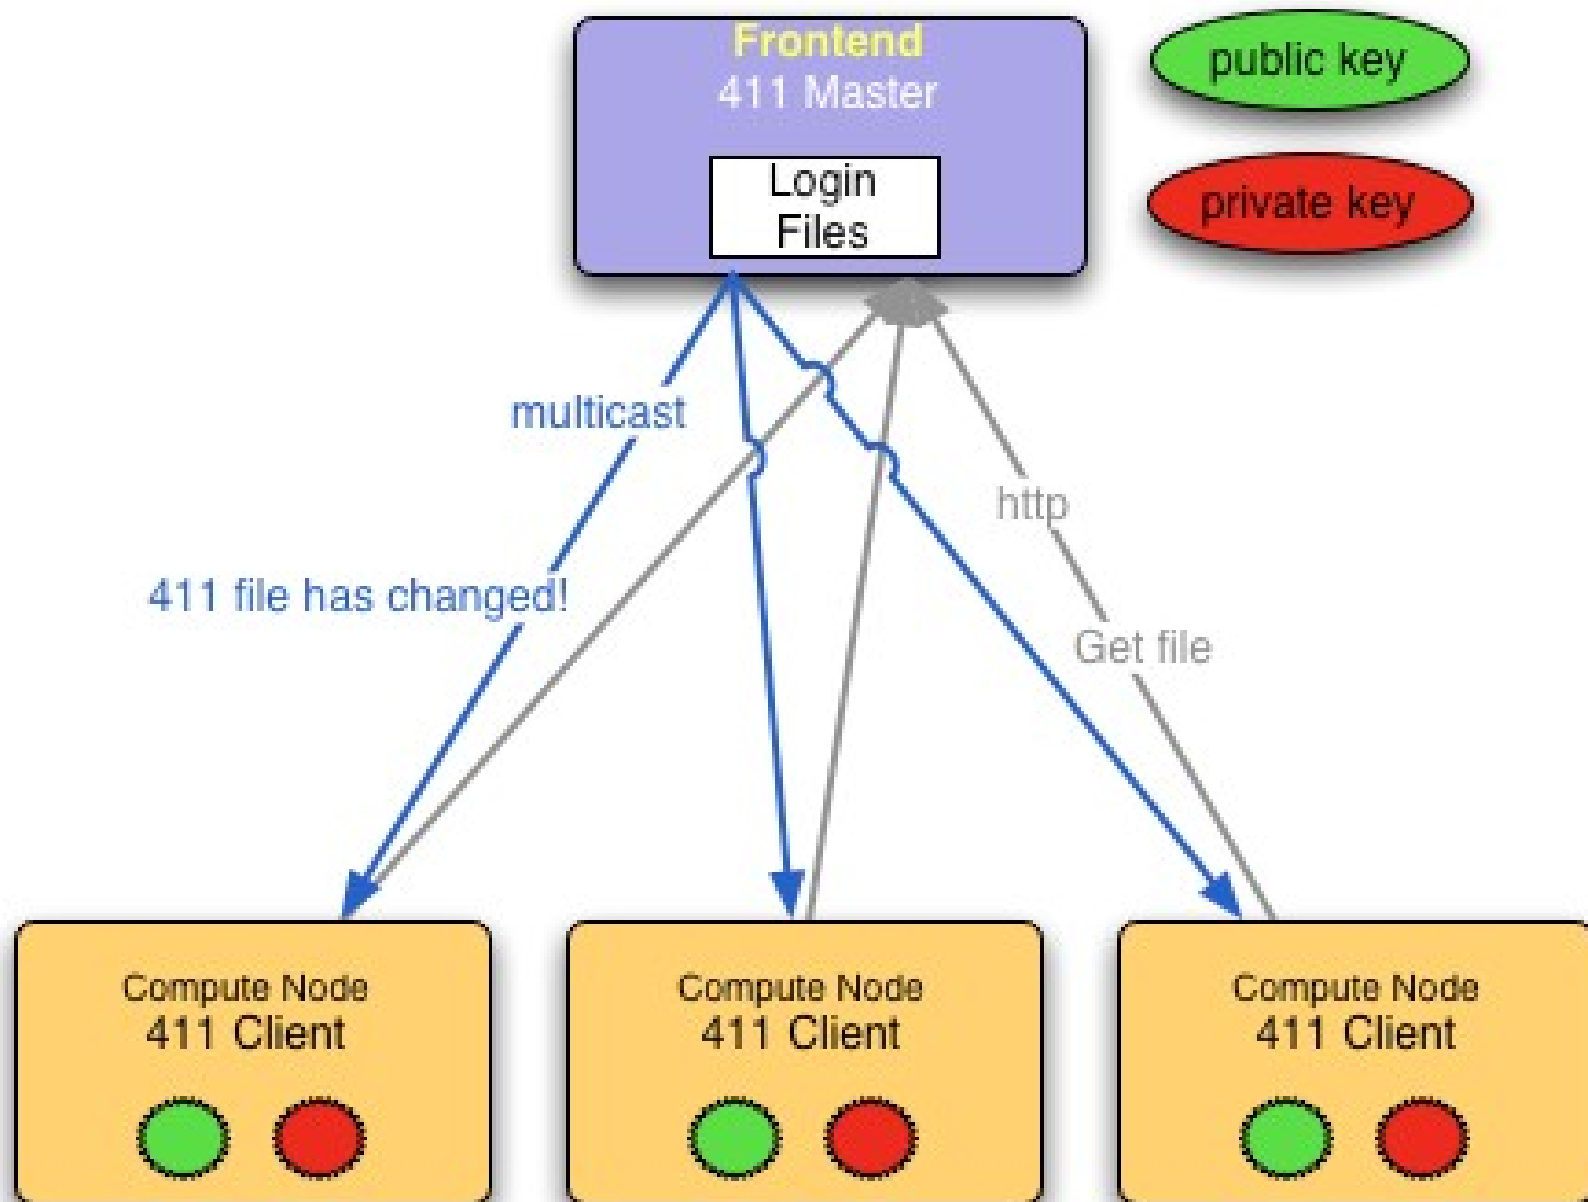 Frontend
411 Master
Login
Files
public key
private key
multicast
http
411 file has changed!
Get file
Compute Node
411 Client
Compute Node
411 Client
Compute Node
411 Client